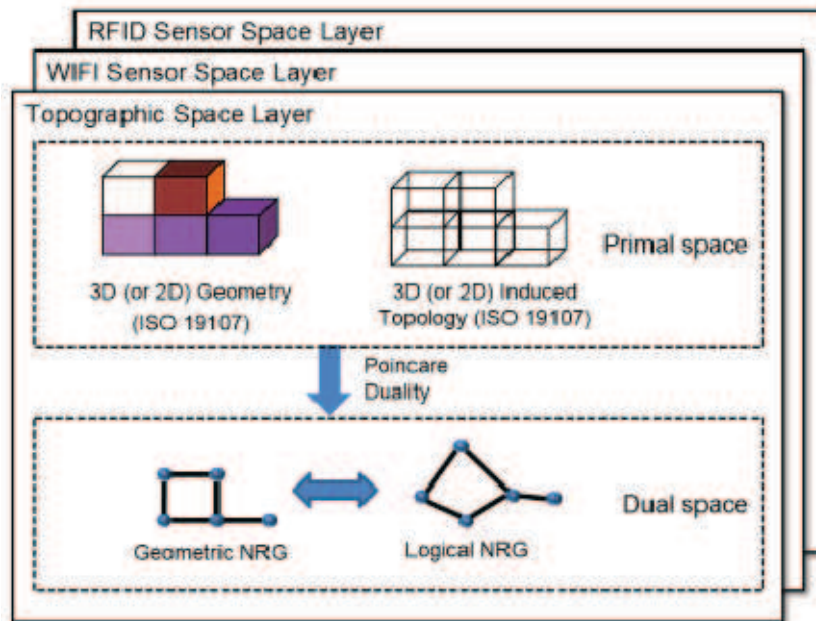 RFID Sensor Space Layer
WIFI Sensor Space Layer
Topographic Space Layer
3D (or 2D) Geometry
(ISO 19107)
3D (or 2D) Induced
Topology (ISO 19107)
Primal space
Poincare
Duality
Geometric NRG
Logical NRG
Dual space